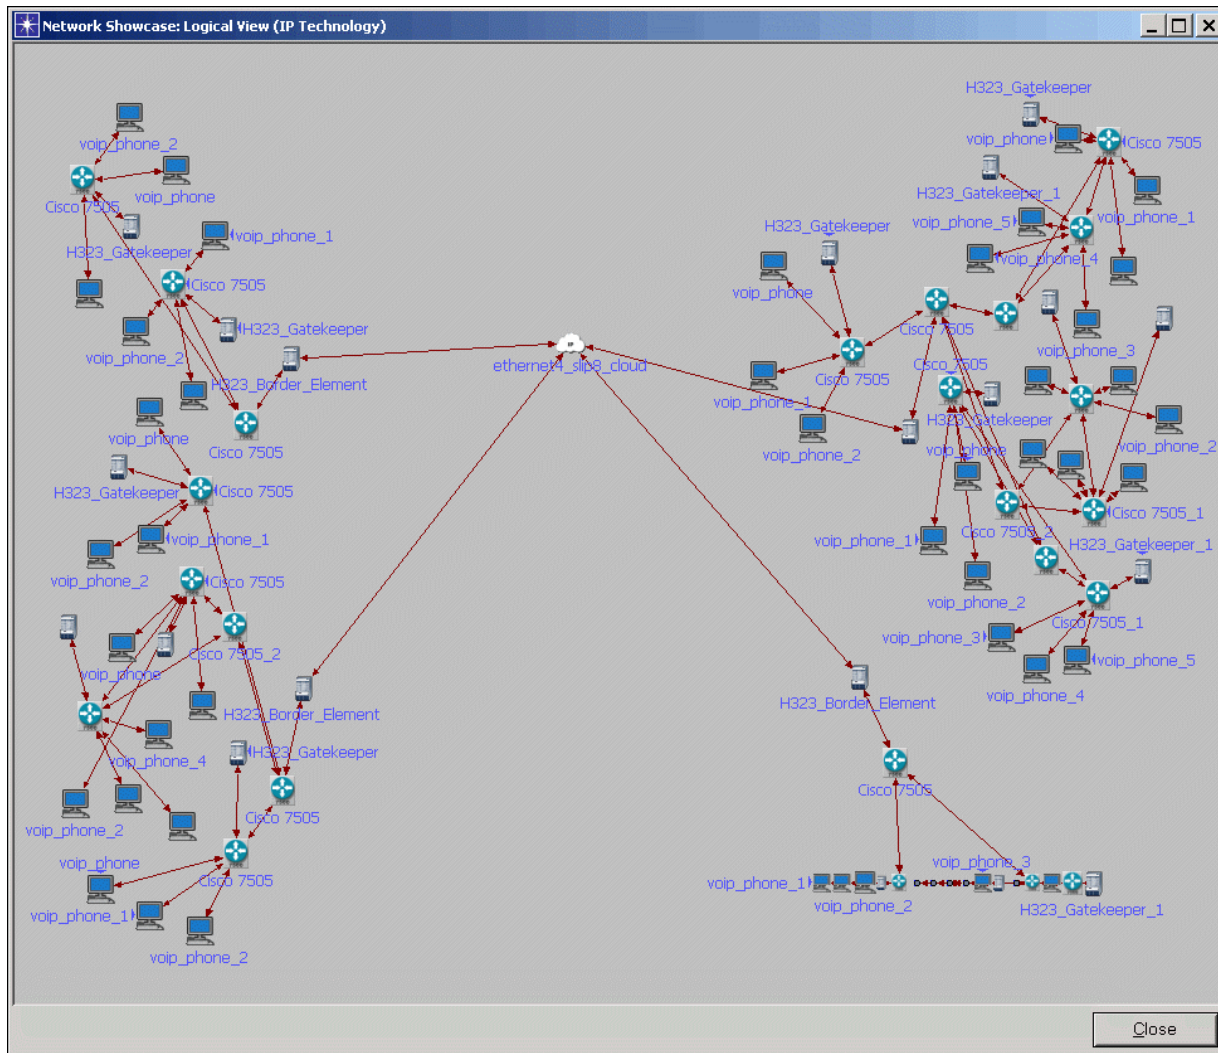 Network Showcase: Logical View (IP Technology)
H323_Gatekeeper
voip_phone_2
voip_phone
Cisco 7505
voip_phone
Cisco 7505
H323_Gatekeeper_1
voip_phone_1
H323_Gatekeeper
voip_phone_1
voip_phone_5
H323_Gatekeeper
voip_phone_4
Cisco 7505
voip_phone
H323_Gatekeeper
Cisco 7505
voip_phone_2
voip_phone_3
IP
ethernet4_slip8_cloud
Cisco 7505
Cisco 7505
H323_Border_Element
voip_phone_1
H323_Gatekeeper
voip_phone
voip_phone_2
voip_phone_2
voip_phone
Cisco 7505
H323_Gatekeeper
Cisco 7505
Cisco 7505_1
Cisco 7505_2
voip_phone_1
voip_phone_1
H323_Gatekeeper_1
voip_phone_2
Cisco 7505
voip_phone_2
Cisco 7505_1
voip_phone_3
Cisco 7505_2
voip_phone
voip_phone_5
voip_phone_4
H323_Border_Element
H323_Border_Element
voip_phone_4
H323_Gatekeeper
Cisco 7505
Cisco 7505
voip_phone_2
voip_phone
Cisco 7505
voip_phone_3
voip_phone_1
voip_phone_2
H323_Gatekeeper_1
voip_phone_1
voip_phone_2
Close